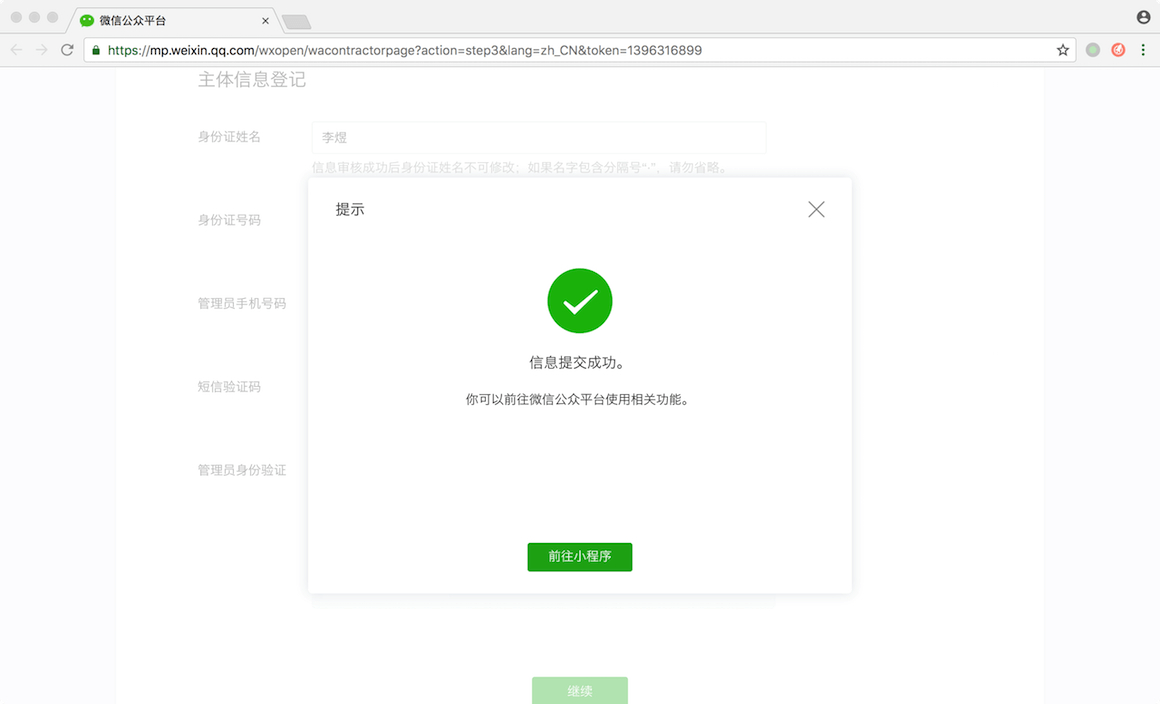 微信公众平台
https://mp.weixin.qq.com/wxopen/wacontractorpage?action=step3&lang=zh_CN&token=1396316899
主体信息登记
身份证姓名
李煜
信息审核成功后身份证姓名不可修改；如果名字包含分隔号“·”，请勿省略。
提示
身份证号码
管理员手机号码
信息提交成功。
短信验证码
你可以前往微信公众平台使用相关功能。
管理员身份验证
前往小程序
继续